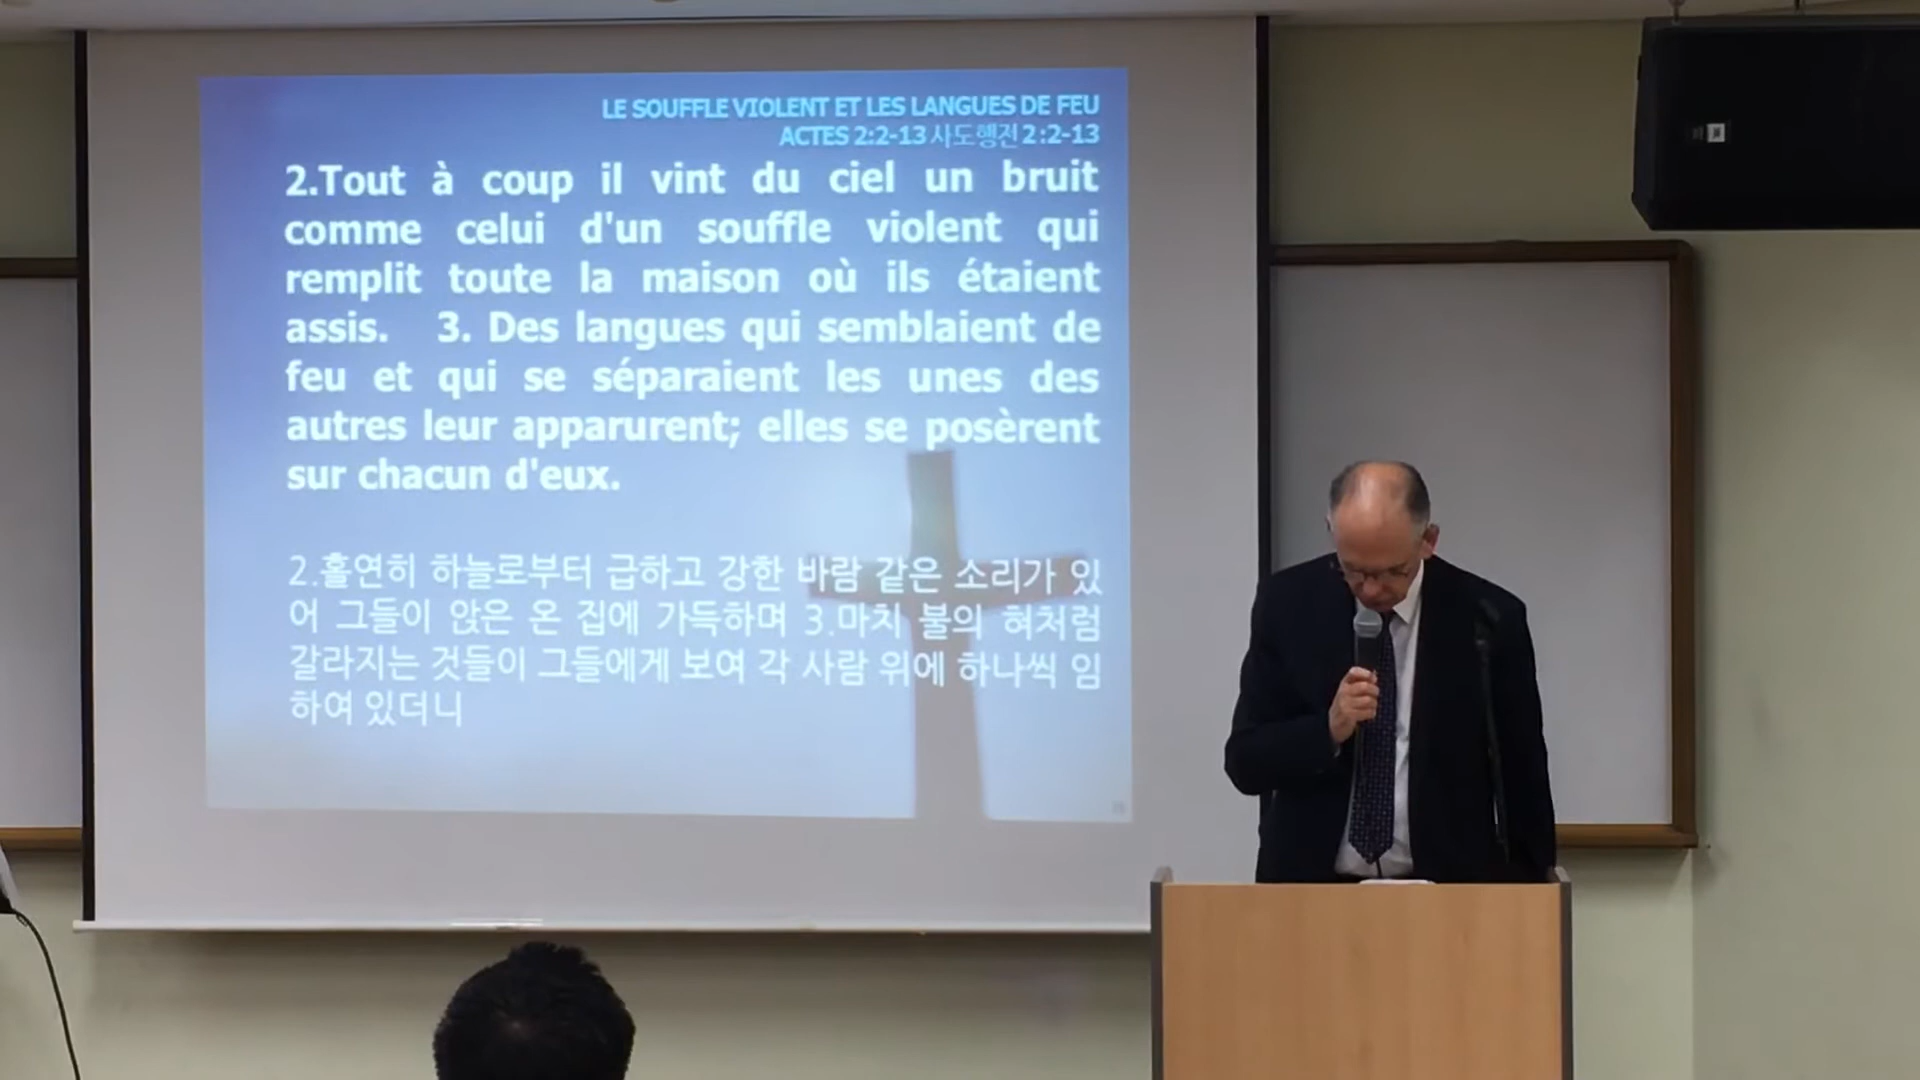 LE SOUFFLE VIOLENT ET LES LANGUES DE FEU
ACTES 2:2-13 사도행전 2:2-13
2.Tout à coup il vint du ciel un bruit
comme celui d'un souffle violent qui
remplit toute la maison où ils étaient
assis. 3. Des langues qui semblaient de
feu et qui se séparaient les unes des
autres leur apparurent; elles se posèrent
sur chacun d'eux.
2.홀연히 하늘로부터 급하고 강한 바람 같은 소리가 있
어 그들이 앉은 온 집에 가득하며 3.마치 불의 혀처럼
갈라지는 것들이 그들에게 보여 각 사람 위에 하나씩 임
하여 있더니